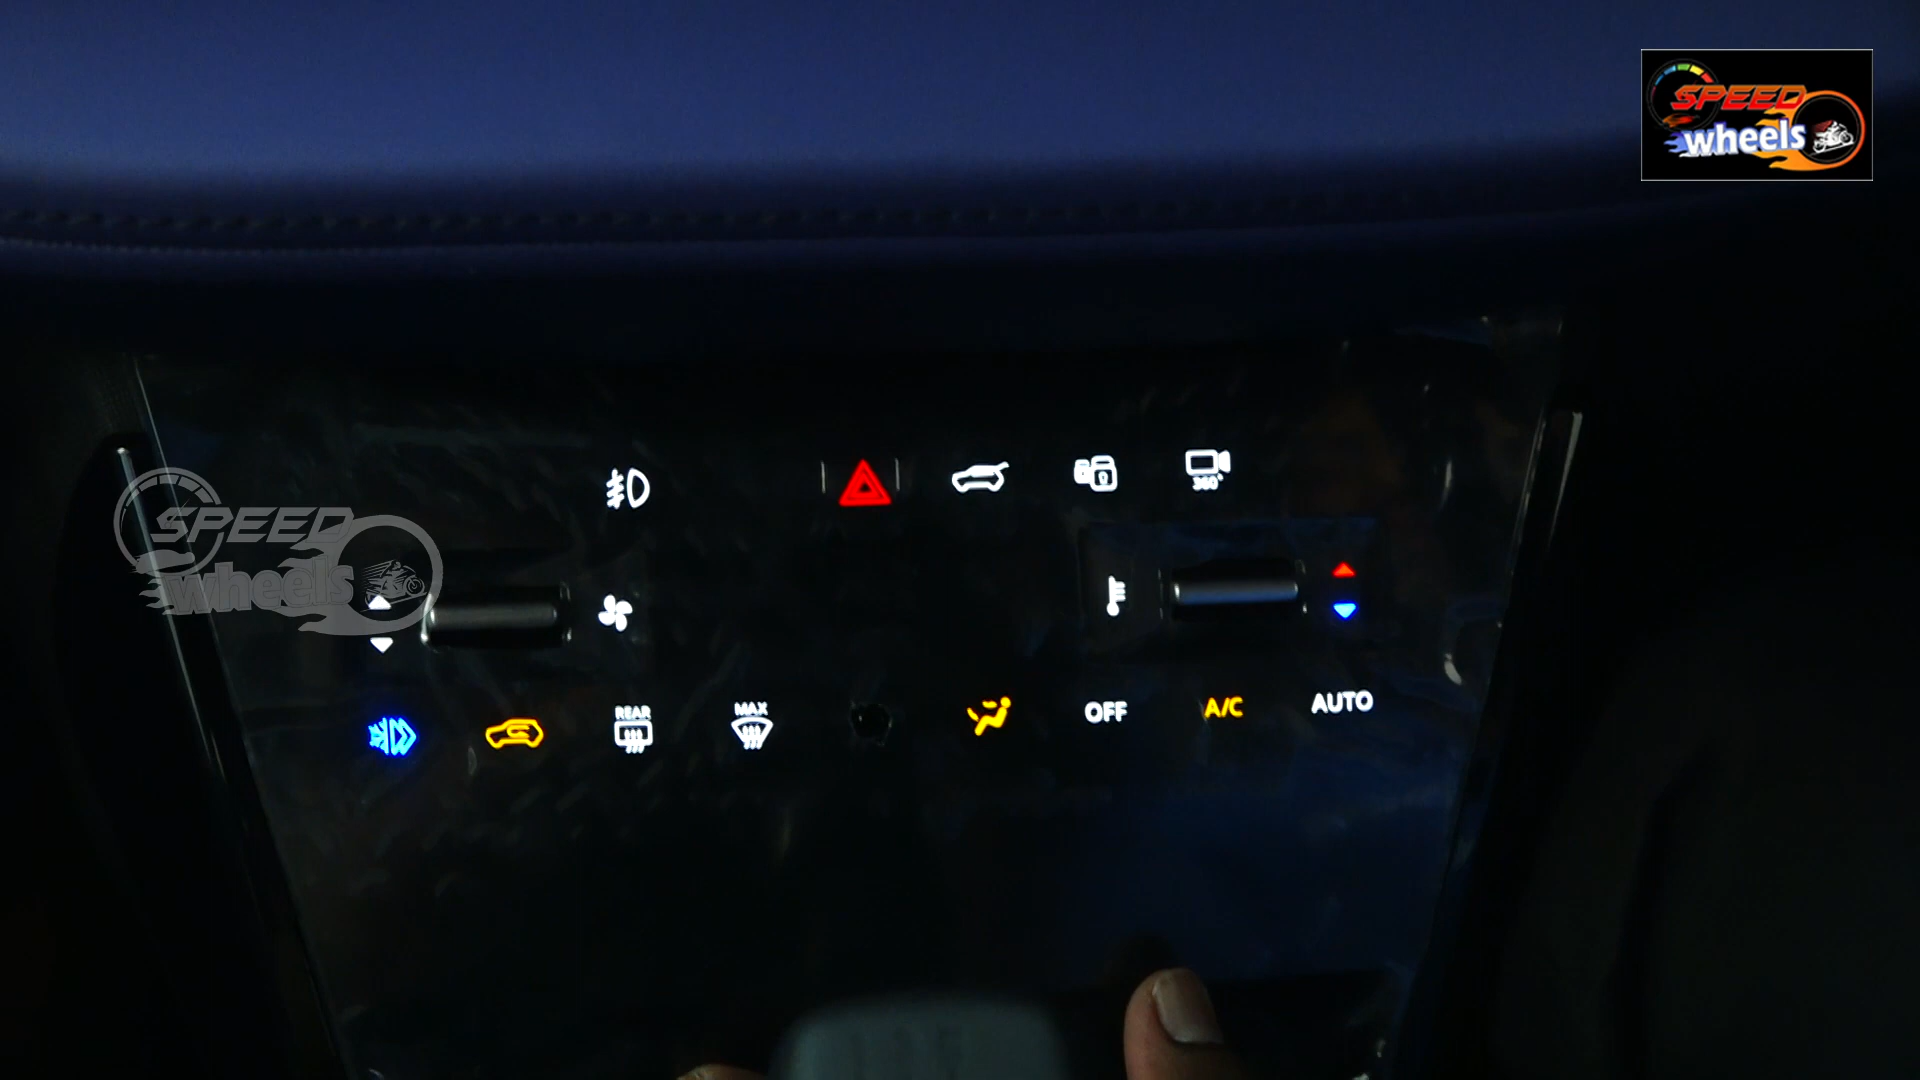 SPEED
wheels
360°
SPEED
wheels
REAR
MAX
OFF
A/C
AUTO